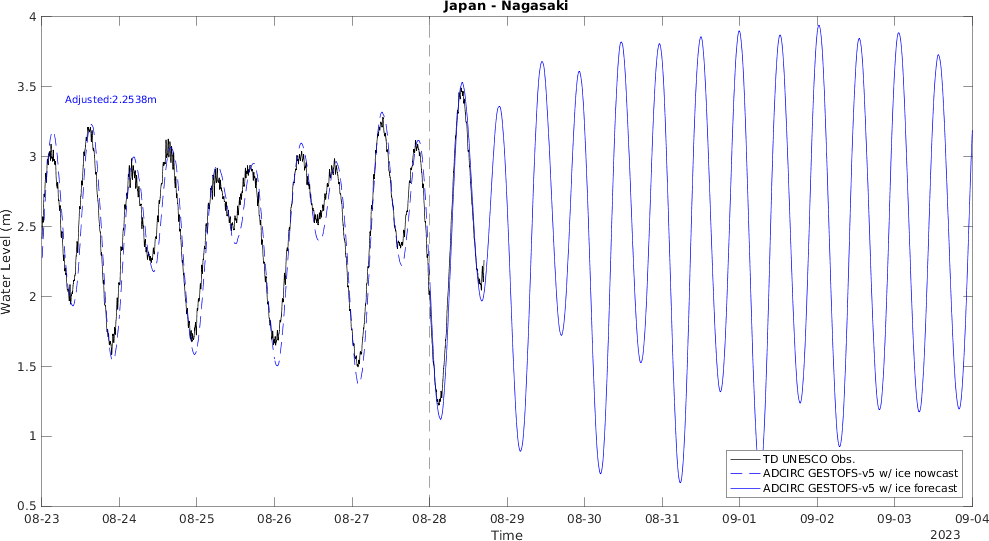 Japan - Nagasaki
4
3.5
3
2.5
2
1.5
1
0.5
Water Level (m)
Adjusted:2.2538m
TD UNESCO Obs.
ADCIRC GESTOFS-v5 w/ ice nowcast
ADCIRC GESTOFS-v5 w/ ice forecast
08-23 08-24 08-25 08-26 08-27 08-28 08-29 08-30 08-31 09-01 09-02 09-03 09-04
Time
2023